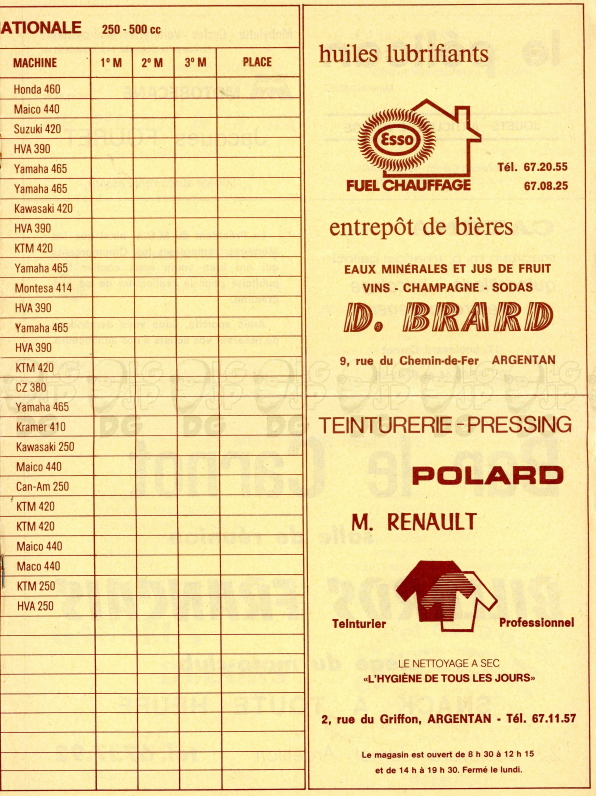 ATIONALE 250 - 500 cc
MACHINE 1° M 2° M 3° M PLACE
Honda 460
Maico 440
Suzuki 420
HVA 390
Yamaha 465
Yamaha 465
Kawasaki 420
HVA 390
KTM 420
Yamaha 465
Montesa 414
HVA 390
Yamaha 465
HVA 390
KTM 420
CZ 380
Yamaha 465
Kramer 410
Kawasaki 250
Maico 440
Can-Am 250
KTM 420
KTM 420
Maico 440
Maco 440
KTM 250
HVA 250
huiles lubrifiants
Esso
FUEL CHAUFFAGE
Tél. 67.20.55
67.08.25
entrepôt de bières
EAUX MINÉRALES ET JUS DE FRUIT
VINS - CHAMPAGNE - SODAS
D. BRARD
9, rue du Chemin-de-Fer ARGENTAN
TEINTURERIE-PRESSING
POLARD
M. RENAULT
Teinturier Professionnel
LE NETTOYAGE A SEC
«L'HYGIÈNE DE TOUS LES JOURS»
2, rue du Griffon, ARGENTAN - Tél. 67.11.57
Le magasin est ouvert de 8 h 30 à 12 h 15
et de 14 h à 19 h 30. Fermé le lundi.